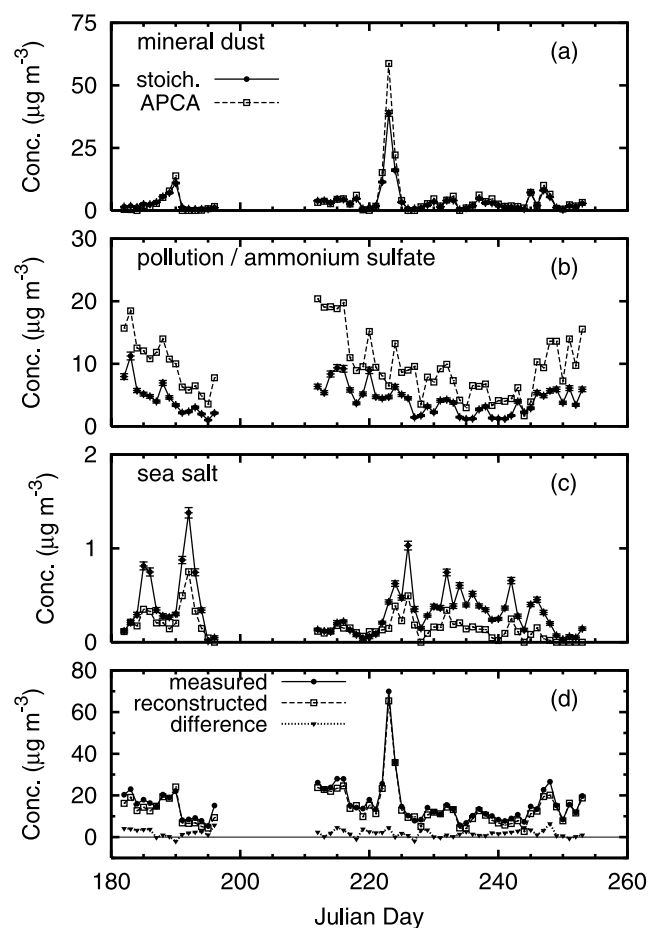 75
50
25
0
Conc. (µg m⁻³)
mineral dust
(a)
stoich.
APCA
30
20
10
0
Conc. (µg m⁻³)
pollution / ammonium sulfate
(b)
2
1
0
Conc. (µg m⁻³)
sea salt
(c)
80
60
40
20
0
Conc. (µg m⁻³)
measured
(d)
reconstructed
difference
180 200 220 240 260
Julian Day